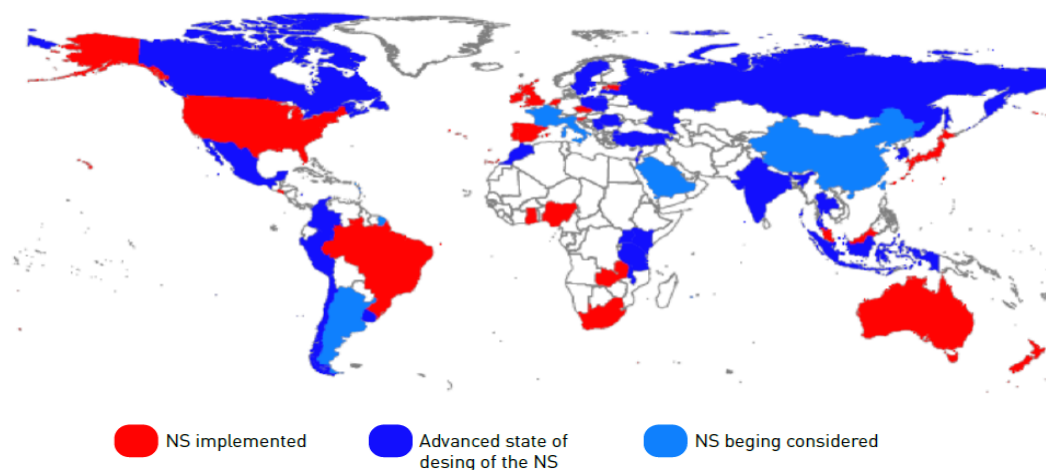 NS implemented
Advanced state of
desing of the NS
NS beging considered